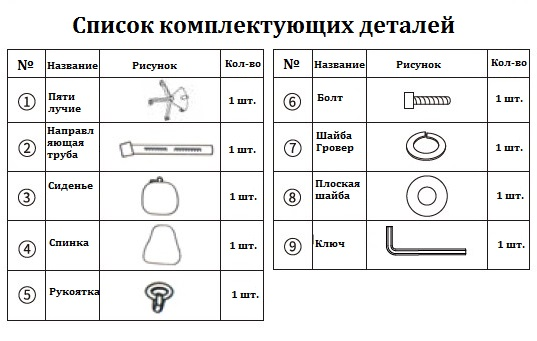 Список комплектующих деталей
№ Название Рисунок Кол-во
① Пяти
лучие 1 шт.
② Направл
яющая
труба 1 шт.
③ Сиденье 1 шт.
④ Спинка 1 шт.
⑤ Рукоятка 1 шт.
№ Название Рисунок Кол-во
⑥ Болт 1 шт.
⑦ Шайба
Гровер 1 шт.
⑧ Плоская
шайба 1 шт.
⑨ Ключ 1 шт.